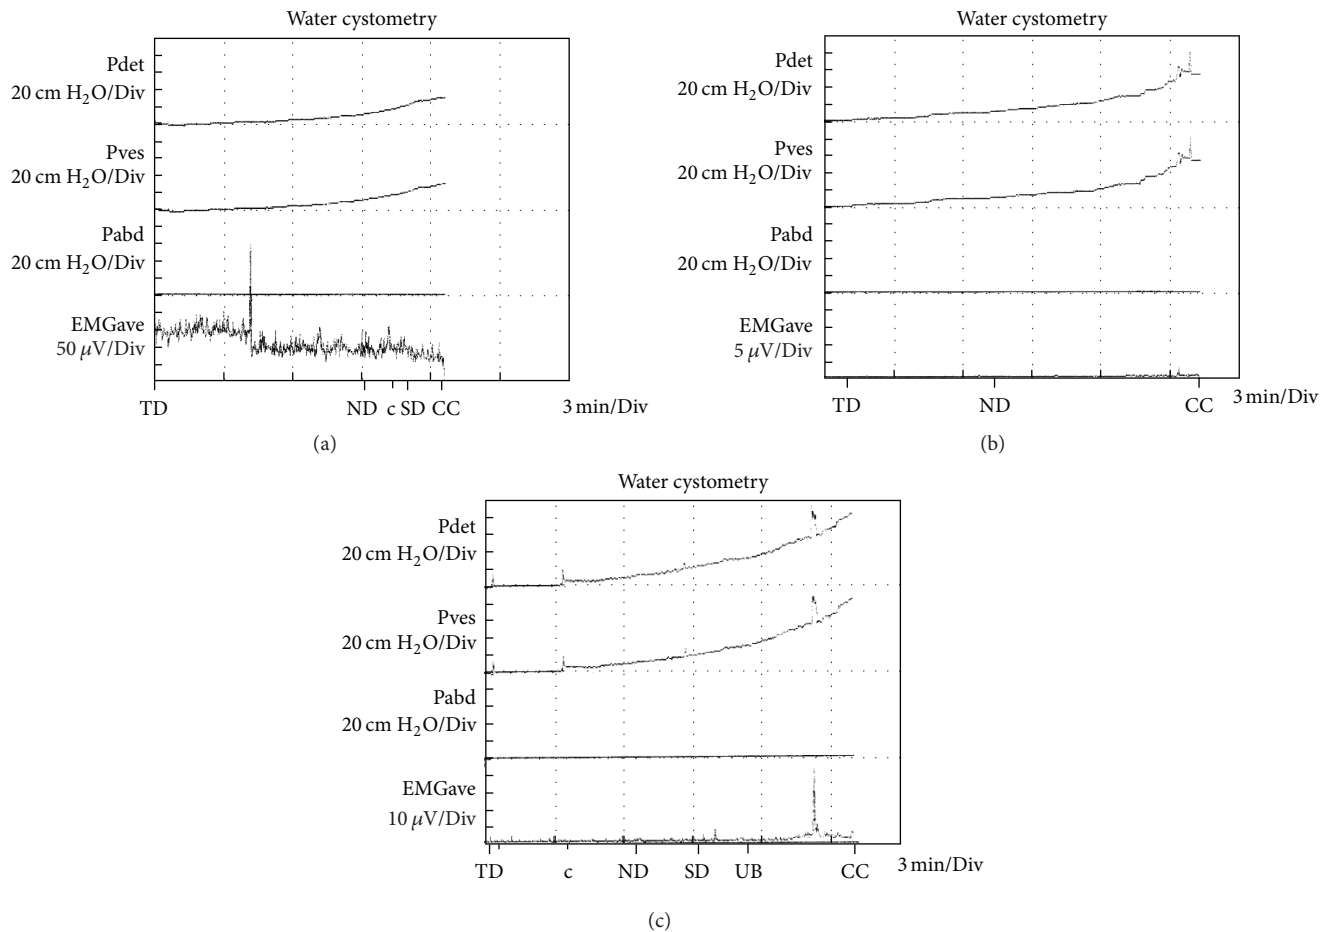 Water cystometry
Pdet
20 cm H2O/Div
Pves
20 cm H2O/Div
Pabd
20 cm H2O/Div
EMGave
50 μV/Div
TD ND c SD CC 3 min/Div
(a)
Water cystometry
Pdet
20 cm H2O/Div
Pves
20 cm H2O/Div
Pabd
20 cm H2O/Div
EMGave
5 μV/Div
TD ND CC 3 min/Div
(b)
Water cystometry
Pdet
20 cm H2O/Div
Pves
20 cm H2O/Div
Pabd
20 cm H2O/Div
EMGave
10 μV/Div
TD c ND SD UB CC 3 min/Div
(c)